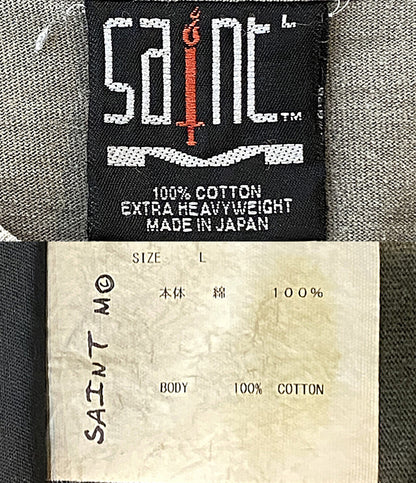 saint L
™
100% COTTON
EXTRA HEAVYWEIGHT
MADE IN JAPAN
SIZE L
本体 綿 100%
BODY 100% COTTON
SAINT M©